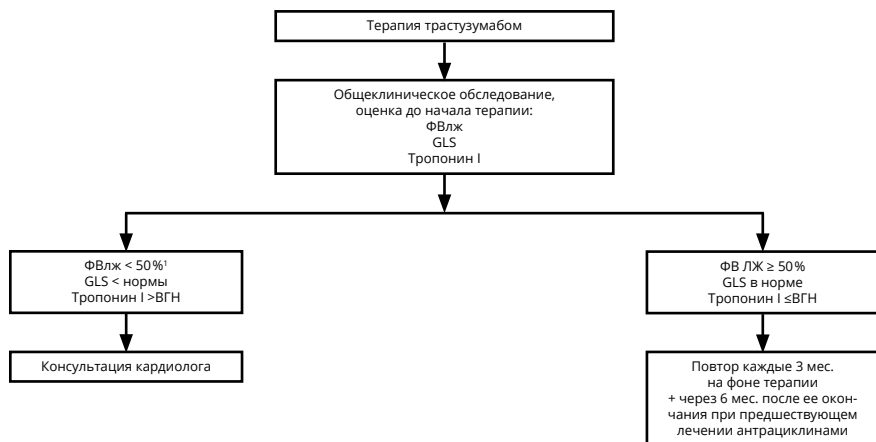 Терапия трастузумабом
Общеклиническое обследование,
оценка до начала терапии:
ФВлж
GLS
Тропонин I
ФВлж < 50%¹
GLS < нормы
Тропонин I >ВГН
Консультация кардиолога
ФВ ЛЖ ≥ 50%
GLS в норме
Тропонин I ≤ВГН
Повтор каждые 3 мес.
на фоне терапии
+ через 6 мес. после ее окон-
чания при предшествующем
лечении антрациклинами